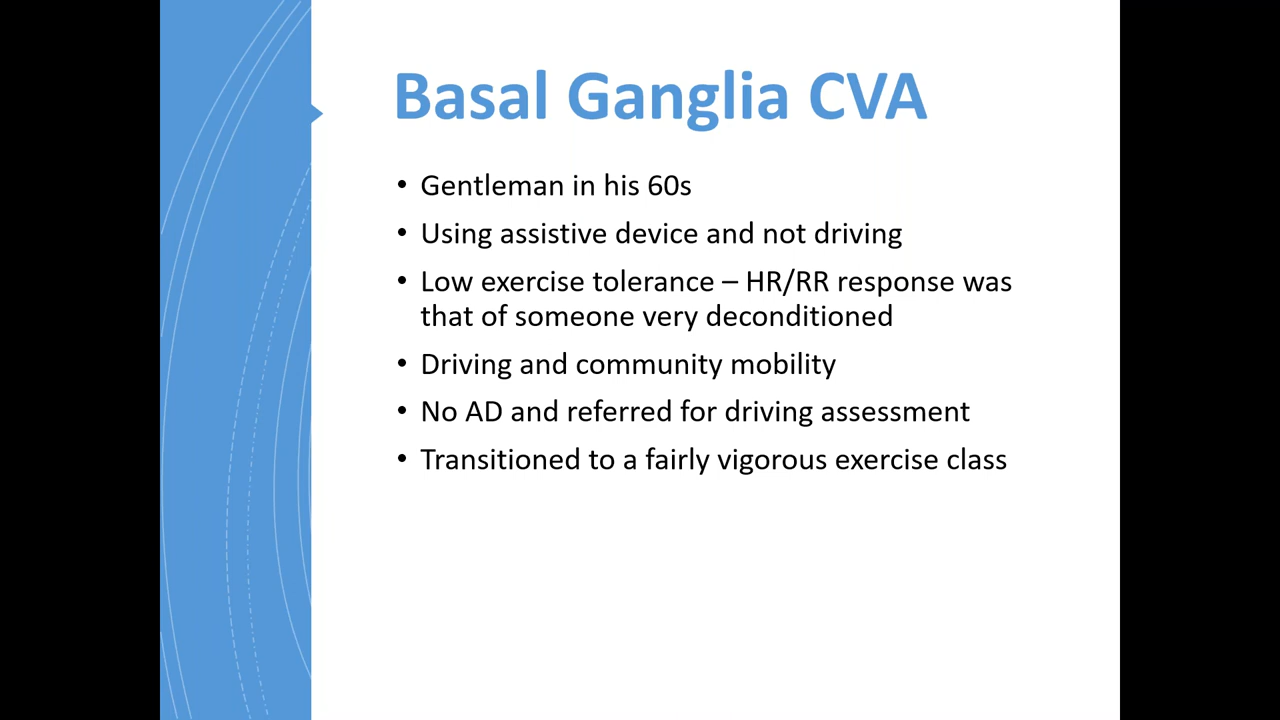 Basal Ganglia CVA
• Gentleman in his 60s
• Using assistive device and not driving
• Low exercise tolerance – HR/RR response was
that of someone very deconditioned
• Driving and community mobility
• No AD and referred for driving assessment
• Transitioned to a fairly vigorous exercise class